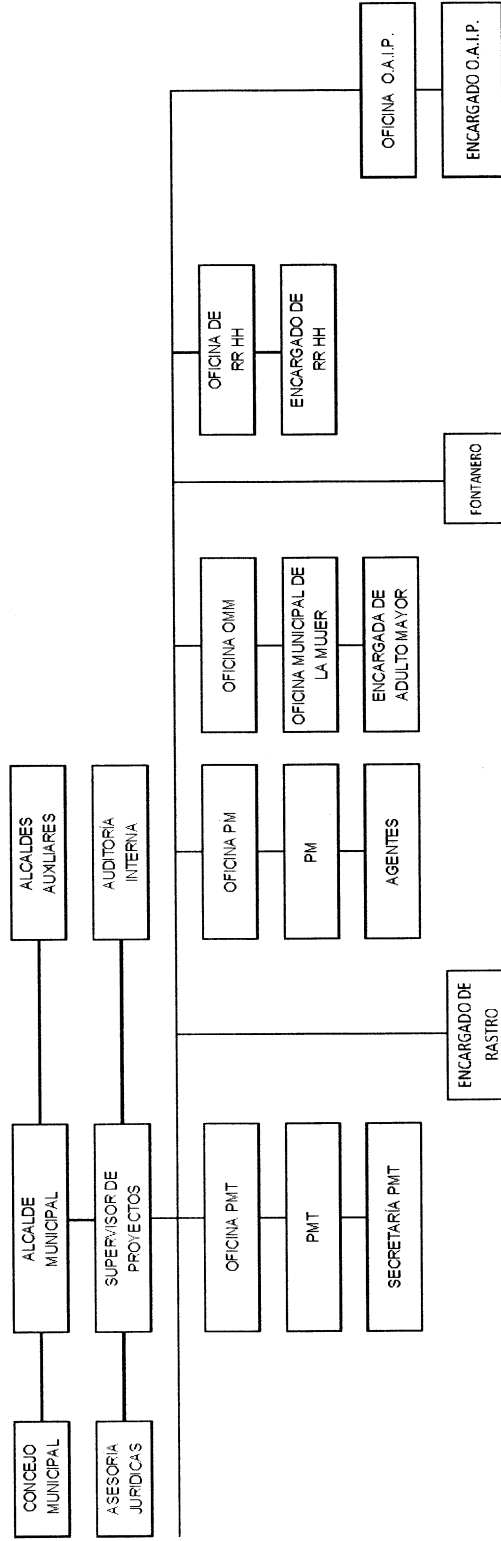 CONCEJO
MUNICIPAL
ALCALDE
MUNICIPAL
ALCALDES
AUXILIARES
ASESORIA
JURIDICAS
SUPERVISOR DE
PROYECTOS
AUDITORÍA
INTERNA
OFICINA PMT
PMT
SECRETARÍA PMT
ENCARGADO DE
RASTRO
OFICINA PM
PM
AGENTES
OFICINA OMM
OFICINA MUNICIPAL DE
LA MUJER
ENCARGADA DE
ADULTO MAYOR
FONTANERO
OFICINA DE
RR HH
ENCARGADO DE
RR HH
OFICINA O.A.I.P.
ENCARGADO O.A.I.P.